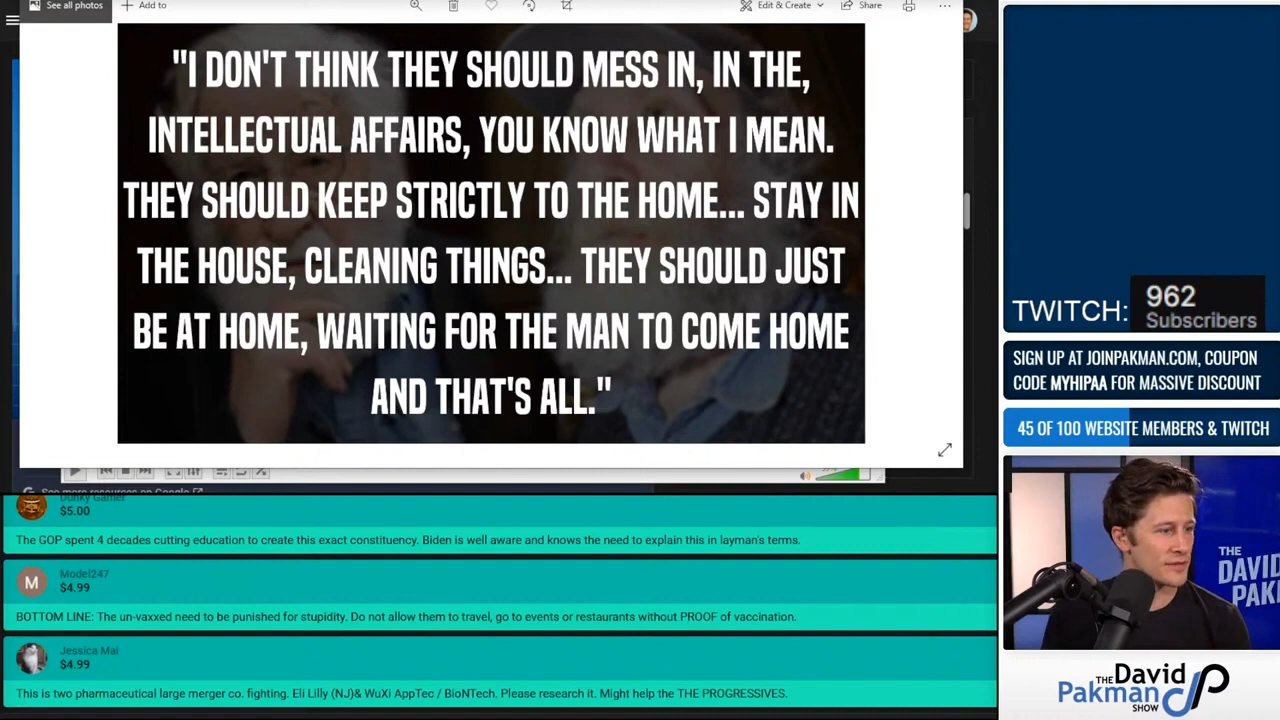 See all photos
Add to
Edit & Create
Share
"I DON'T THINK THEY SHOULD MESS IN, IN THE,
INTELLECTUAL AFFAIRS, YOU KNOW WHAT I MEAN.
THEY SHOULD KEEP STRICTLY TO THE HOME... STAY IN
THE HOUSE, CLEANING THINGS... THEY SHOULD JUST
BE AT HOME, WAITING FOR THE MAN TO COME HOME
AND THAT'S ALL."
See more resources on Google
Dunky Gamer
$5.00
The GOP spent 4 decades cutting education to create this exact constituency. Biden is well aware and knows the need to explain this in layman's terms.
Model247
$4.99
BOTTOM LINE: The un-vaxxed need to be punished for stupidity. Do not allow them to travel, go to events or restaurants without PROOF of vaccination.
M
Jessica Mai
$4.99
This is two pharmaceutical large merger co. fighting. Eli Lilly (NJ)& WuXi AppTec / BioNTech. Please research it. Might help the THE PROGRESSIVES.
TWITCH:
962
Subscribers
SIGN UP AT JOINPAKMAN.COM, COUPON
CODE MYHIPAA FOR MASSIVE DISCOUNT
45 OF 100 WEBSITE MEMBERS & TWITCH
THE
DAVID
PAK
THE David
Pakman
SHOW